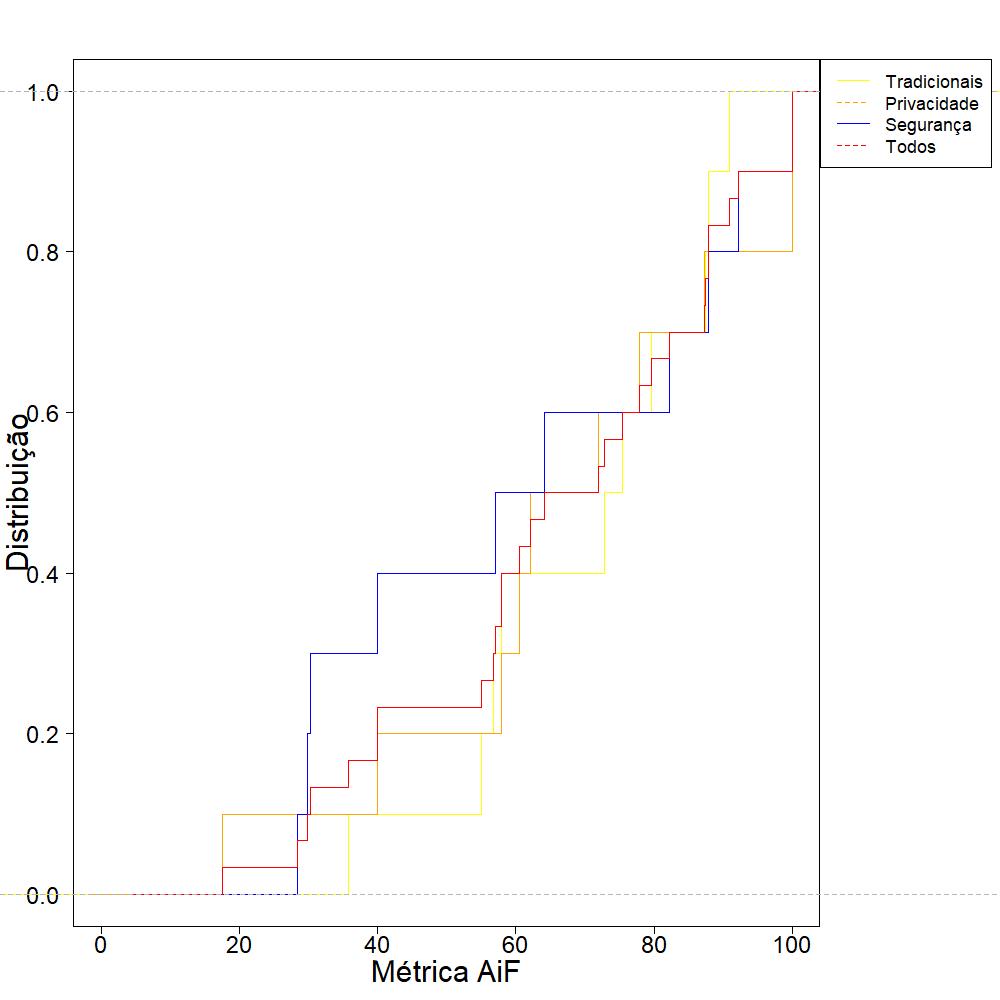 1.0
0.8
0.6
0.4
0.2
0.0
Distribuição
0 20 40 60 80 100
Métrica AiF
Tradicionais
Privacidade
Segurança
Todos